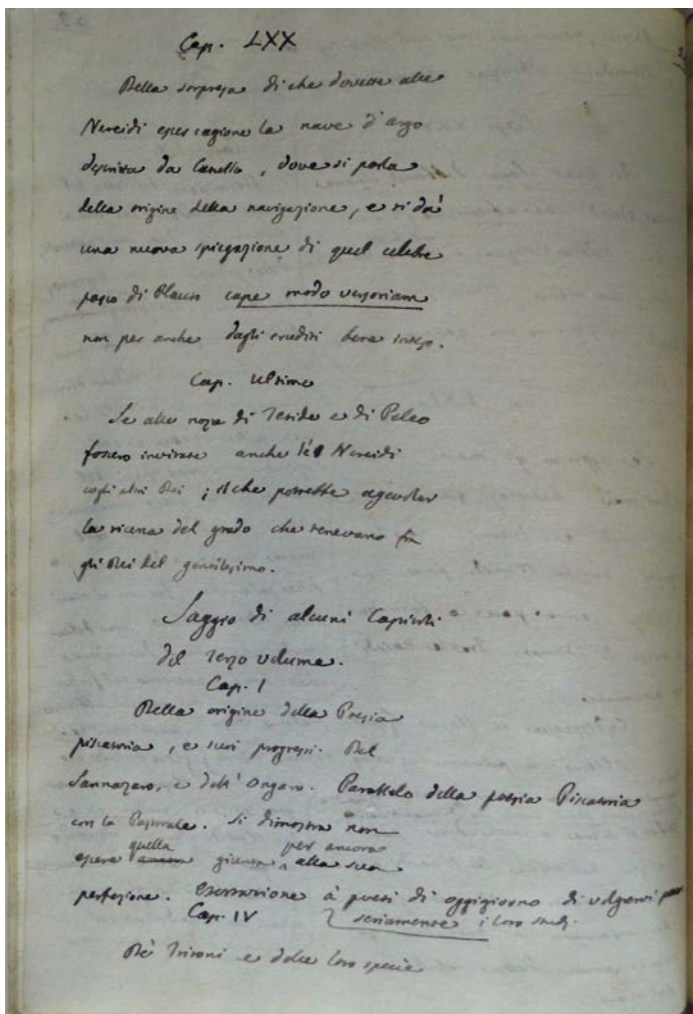 Cap. LXX
Della sorpresa di che dovette alle
Nereidi esser cagione la nave d'argo
descritta da Catullo, dove si parla
della origine della navigazione, e si dà
una nuova spiegazione di quel celebre
passo di Plauto cape modo vorsoriam
non per anche dagli eruditi bene inteso.
Cap. ultimo
Se alle nozze di Tetide e di Peleo
fossero invitate anche le Nereidi
cogli altri Dei; il che potrebbe agevolar
la ricerca del grado che tenevano fra
gli Dei del gentilesimo.
Saggio di alcuni Capitoli
del terzo volume.
Cap. I
Della origine della Poesia
piscatoria, e suoi progressi. Del
Sannazaro, e dell'Ongaro. Parallelo della poesia Piscatoria
con la Pastorale. Si dimostra non
quella per ancora
essere giunta alla sua
perfezione. Esortazione à poeti di oggigiorno di volgervi
Cap. IV seriamente i loro studj.
De' Tritoni e delle loro specie